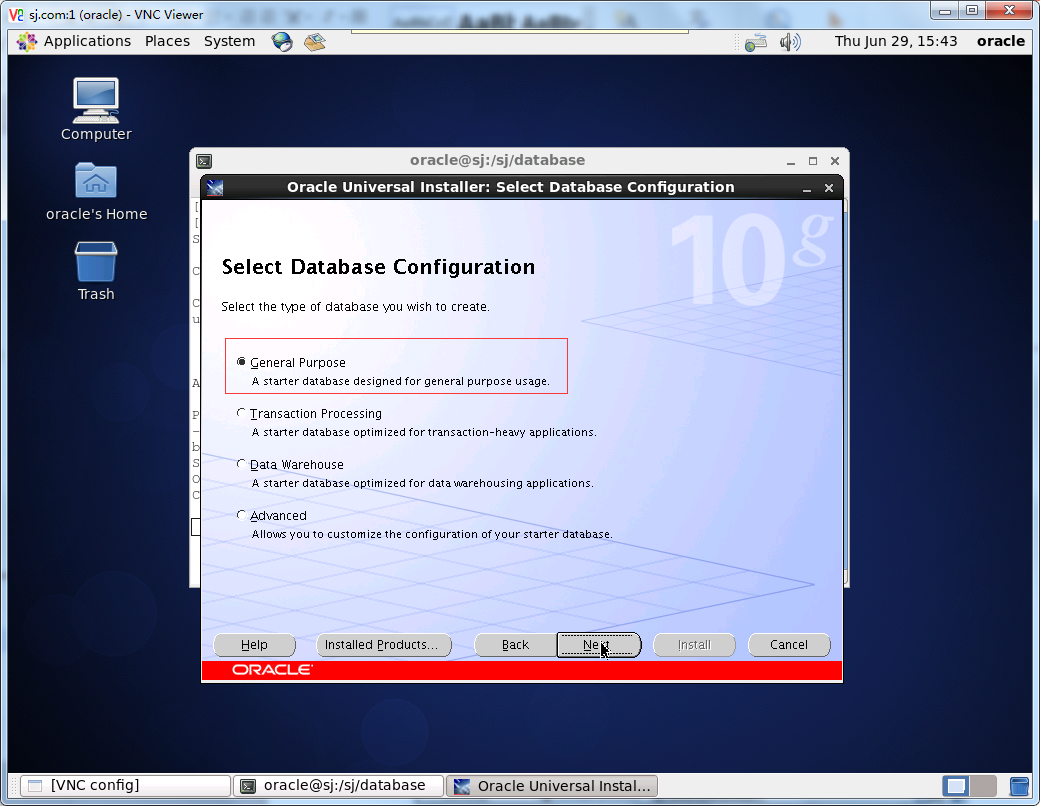 sj.com:1 (oracle) - VNC Viewer
Applications Places System Thu Jun 29, 15:43 oracle
Computer
oracle's Home
Trash
oracle@sj:/sj/database
Oracle Universal Installer: Select Database Configuration
10g
Select Database Configuration
Select the type of database you wish to create.
General Purpose
A starter database designed for general purpose usage.
Transaction Processing
A starter database optimized for transaction-heavy applications.
Data Warehouse
A starter database optimized for data warehousing applications.
Advanced
Allows you to customize the configuration of your starter database.
Help Installed Products... Back Next Install Cancel
ORACLE
[VNC config] oracle@sj:/sj/database Oracle Universal Instal...